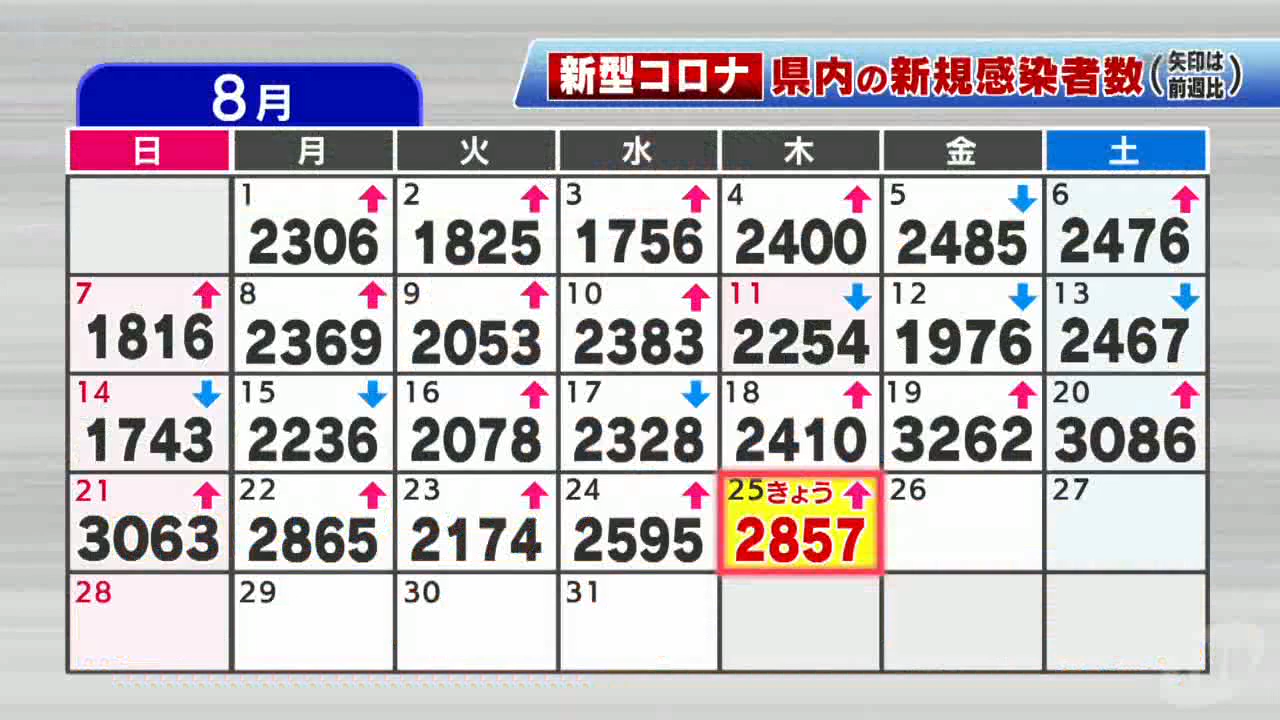 8月
新型コロナ 県内の新規感染者数(矢印は前週比)
日 月 火 水 木 金 土
1 ↑ 2 ↑ 3 ↑ 4 ↑ 5 ↓ 6 ↑
2306 1825 1756 2400 2485 2476
7 ↑ 8 ↑ 9 ↑ 10 ↑ 11 ↓ 12 ↓ 13 ↓
1816 2369 2053 2383 2254 1976 2467
14 ↓ 15 ↓ 16 ↑ 17 ↓ 18 ↑ 19 ↑ 20 ↑
1743 2236 2078 2328 2410 3262 3086
21 ↑ 22 ↑ 23 ↑ 24 ↑ 25 きょう ↑ 26 27
3063 2865 2174 2595 2857
28 29 30 31